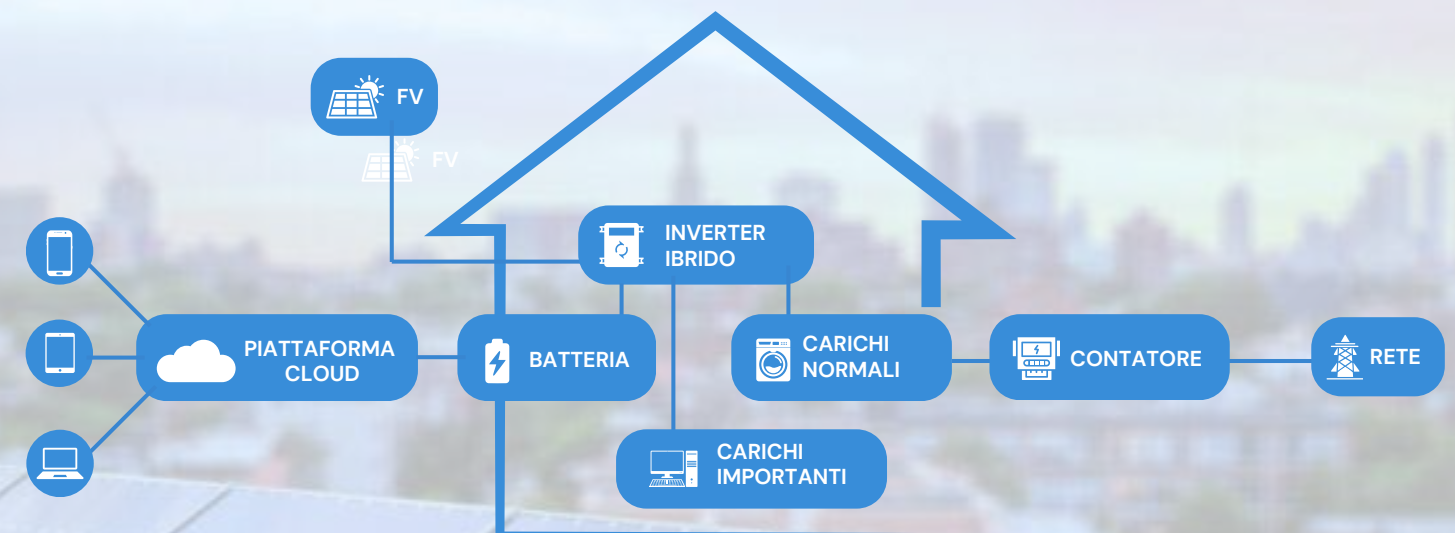 FV
FV
INVERTER
IBRIDO
PIATTAFORMA
CLOUD
BATTERIA
CARICHI
NORMALI
CONTATORE
RETE
CARICHI
IMPORTANTI